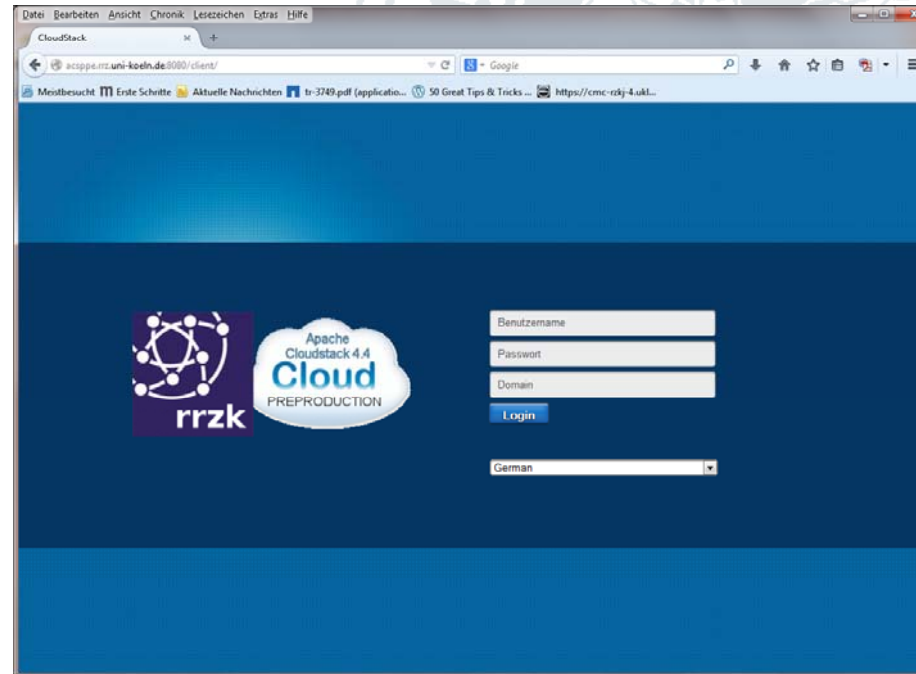 Datei Bearbeiten Ansicht Chronik Lesezeichen Extras Hilfe
CloudStack
acsppe.rrz.uni-koeln.de:8080/client/
Google
Meistbesucht Erste Schritte Aktuelle Nachrichten tr-3749.pdf (applicatio... 50 Great Tips & Tricks ... https://cmc-rzkj-4.ukl...
rrzk
Apache
Cloudstack 4.4
Cloud
PREPRODUCTION
Benutzername
Passwort
Domain
Login
German